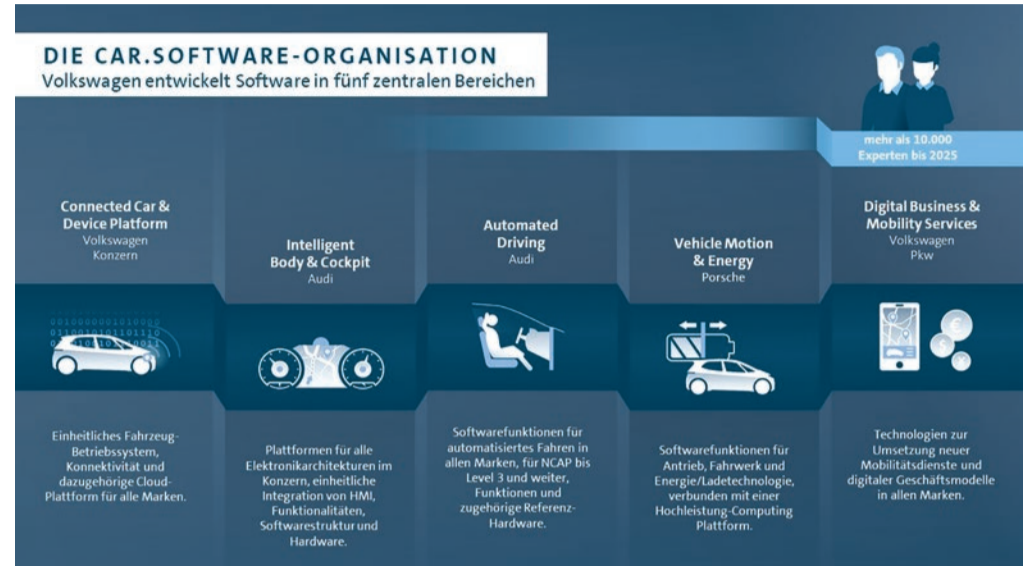 DIE CAR.SOFTWARE-ORGANISATION
Volkswagen entwickelt Software in fünf zentralen Bereichen
mehr als 10.000
Experten bis 2025
Connected Car &
Device Platform
Volkswagen
Konzern
Einheitliches Fahrzeug-
Betriebssystem,
Konnektivität und
dazugehörige Cloud-
Plattform für alle Marken.
Intelligent
Body & Cockpit
Audi
Plattformen für alle
Elektronikarchitekturen im
Konzern, einheitliche
Integration von HMI,
Funktionalitäten,
Softwarestruktur und
Hardware.
Automated
Driving
Audi
Softwarefunktionen für
automatisiertes Fahren in
allen Marken, für NCAP bis
Level 3 und weiter,
Funktionen und
zugehörige Referenz-
Hardware.
Vehicle Motion
& Energy
Porsche
Softwarefunktionen für
Antrieb, Fahrwerk und
Energie/Ladetechnologie,
verbunden mit einer
Hochleistung-Computing
Plattform.
Digital Business &
Mobility Services
Volkswagen
Pkw
€
$
Technologien zur
Umsetzung neuer
Mobilitätsdienste und
digitaler Geschäftsmodelle
in allen Marken.